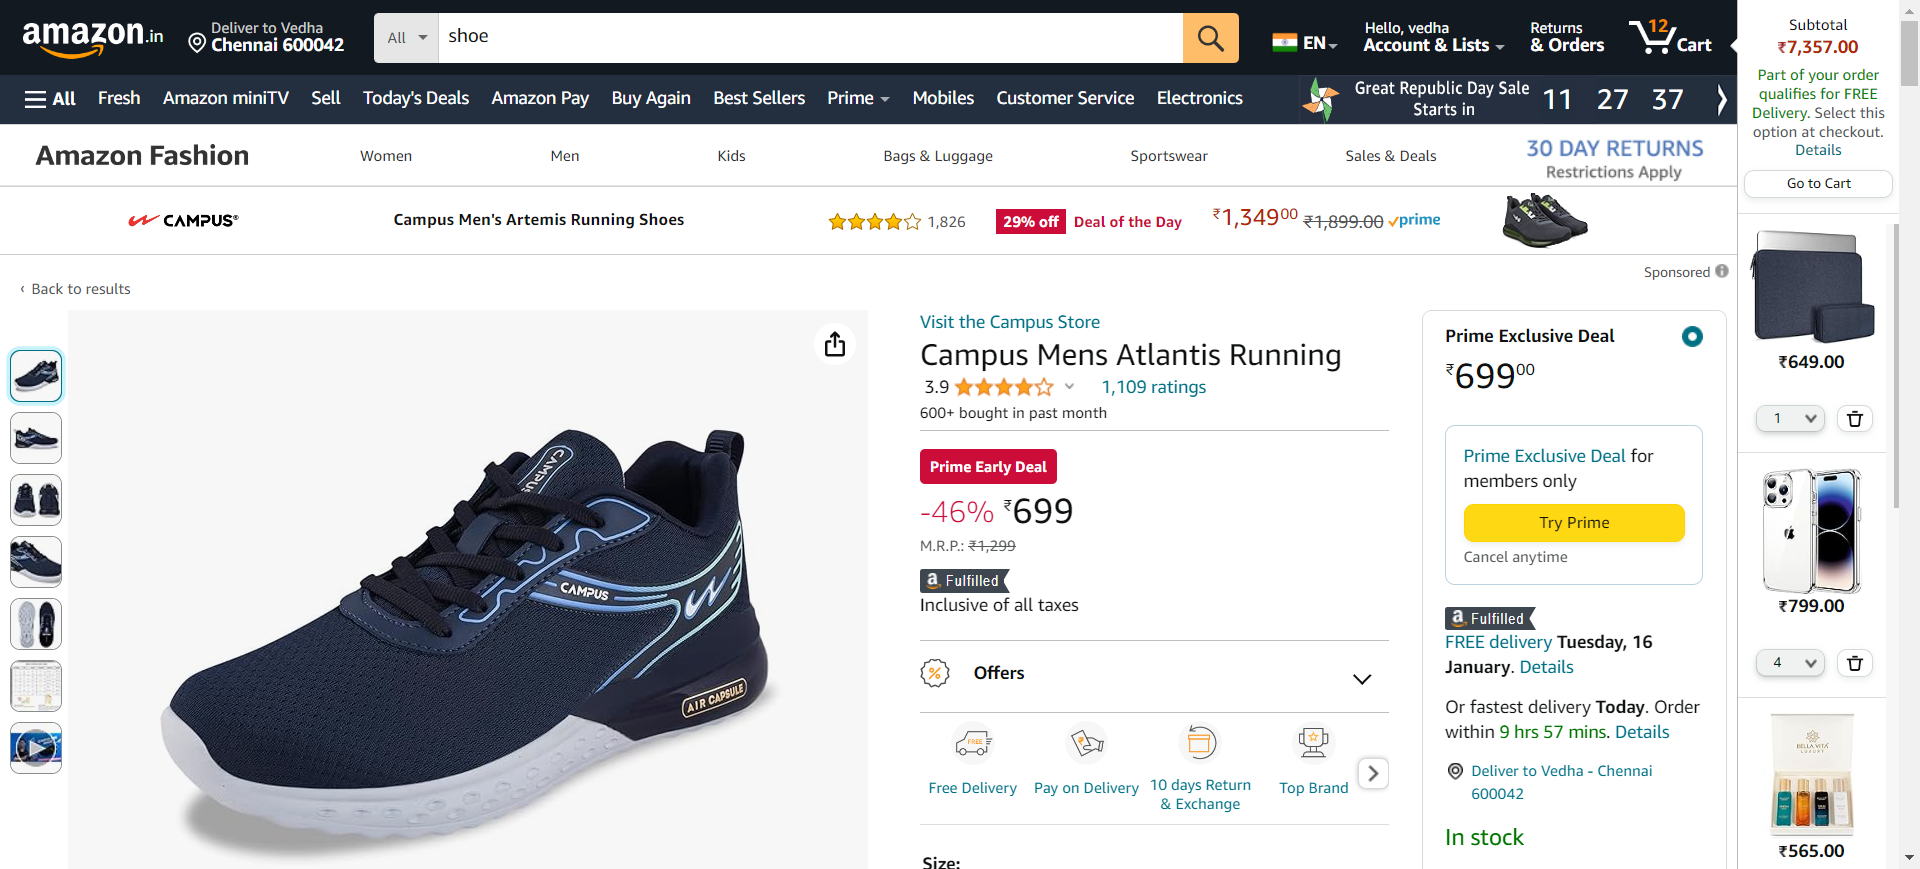 amazon.in
Deliver to Vedha
Chennai 600042
All
shoe
EN
Hello, vedha
Account & Lists
Returns
& Orders
12
Cart
All
Fresh
Amazon miniTV
Sell
Today's Deals
Amazon Pay
Buy Again
Best Sellers
Prime
Mobiles
Customer Service
Electronics
Great Republic Day Sale
Starts in
11 27 37
Amazon Fashion
Women
Men
Kids
Bags & Luggage
Sportswear
Sales & Deals
30 DAY RETURNS
Restrictions Apply
CAMPUS®
Campus Men's Artemis Running Shoes
1,826
29% off
Deal of the Day
₹1,34900
₹1,899.00
prime
Sponsored
‹ Back to results
CAMPUS
CAMPUS
AIR CAPSULE
Visit the Campus Store
Campus Mens Atlantis Running
3.9
1,109 ratings
600+ bought in past month
Prime Early Deal
-46% ₹699
M.R.P.: ₹1,299
a Fulfilled
Inclusive of all taxes
%
Offers
FREE
Free Delivery
Pay on Delivery
10 days Return
& Exchange
Top Brand
Size:
Prime Exclusive Deal
₹69900
Prime Exclusive Deal for
members only
Try Prime
Cancel anytime
a Fulfilled
FREE delivery Tuesday, 16
January. Details
Or fastest delivery Today. Order
within 9 hrs 57 mins. Details
Deliver to Vedha - Chennai
600042
In stock
Subtotal
₹7,357.00
Part of your order
qualifies for FREE
Delivery. Select this
option at checkout.
Details
Go to Cart
₹649.00
1
₹799.00
4
BELLA VITA
LUXURY
₹565.00